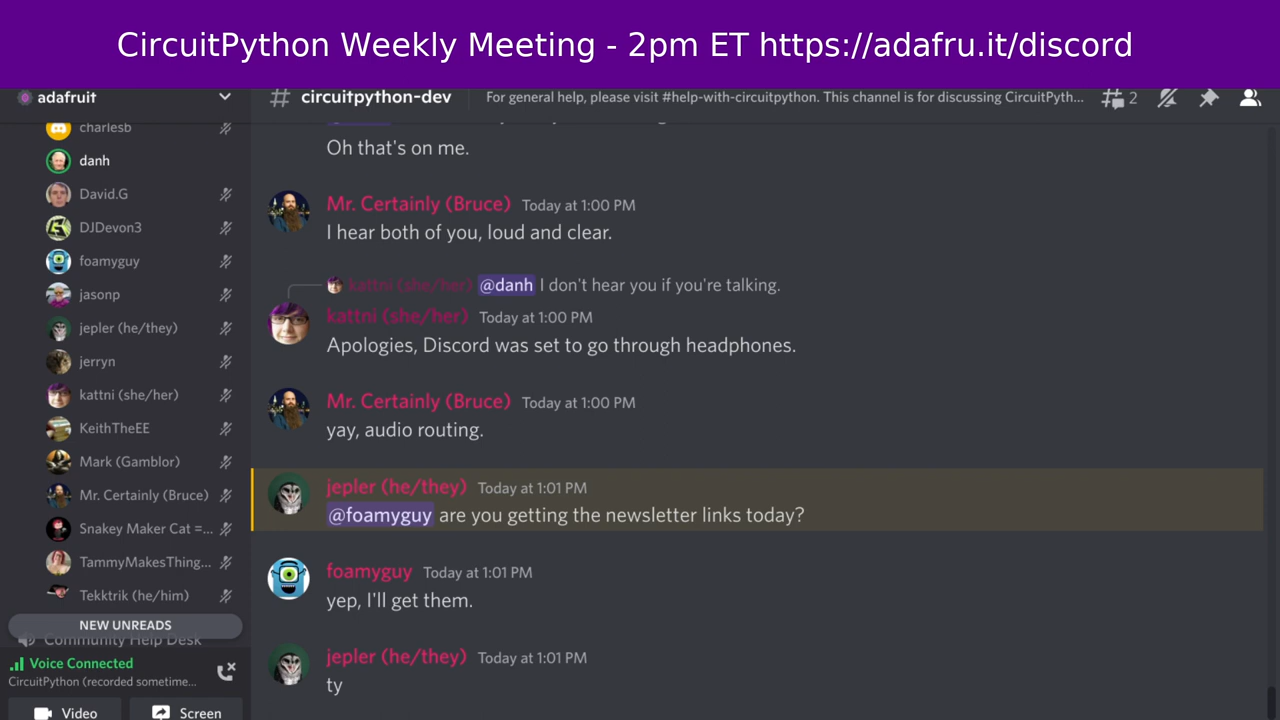 CircuitPython Weekly Meeting - 2pm ET https://adafru.it/discord
adafruit
circuitpython-dev
For general help, please visit #help-with-circuitpython. This channel is for discussing CircuitPyth...
2
charlesb
danh
David.G
DJDevon3
foamyguy
jasonp
jepler (he/they)
jerryn
kattni (she/her)
KeithTheEE
Mark (Gamblor)
Mr. Certainly (Bruce)
Snakey Maker Cat =...
TammyMakesThing...
Tekktrik (he/him)
NEW UNREADS
Community Help Desk
Voice Connected
CircuitPython (recorded sometime...
Video
Screen
Oh that's on me.
Mr. Certainly (Bruce) Today at 1:00 PM
I hear both of you, loud and clear.
kattni (she/her) @danh I don't hear you if you're talking.
kattni (she/her) Today at 1:00 PM
Apologies, Discord was set to go through headphones.
Mr. Certainly (Bruce) Today at 1:00 PM
yay, audio routing.
jepler (he/they) Today at 1:01 PM
@foamyguy are you getting the newsletter links today?
foamyguy Today at 1:01 PM
yep, I'll get them.
jepler (he/they) Today at 1:01 PM
ty